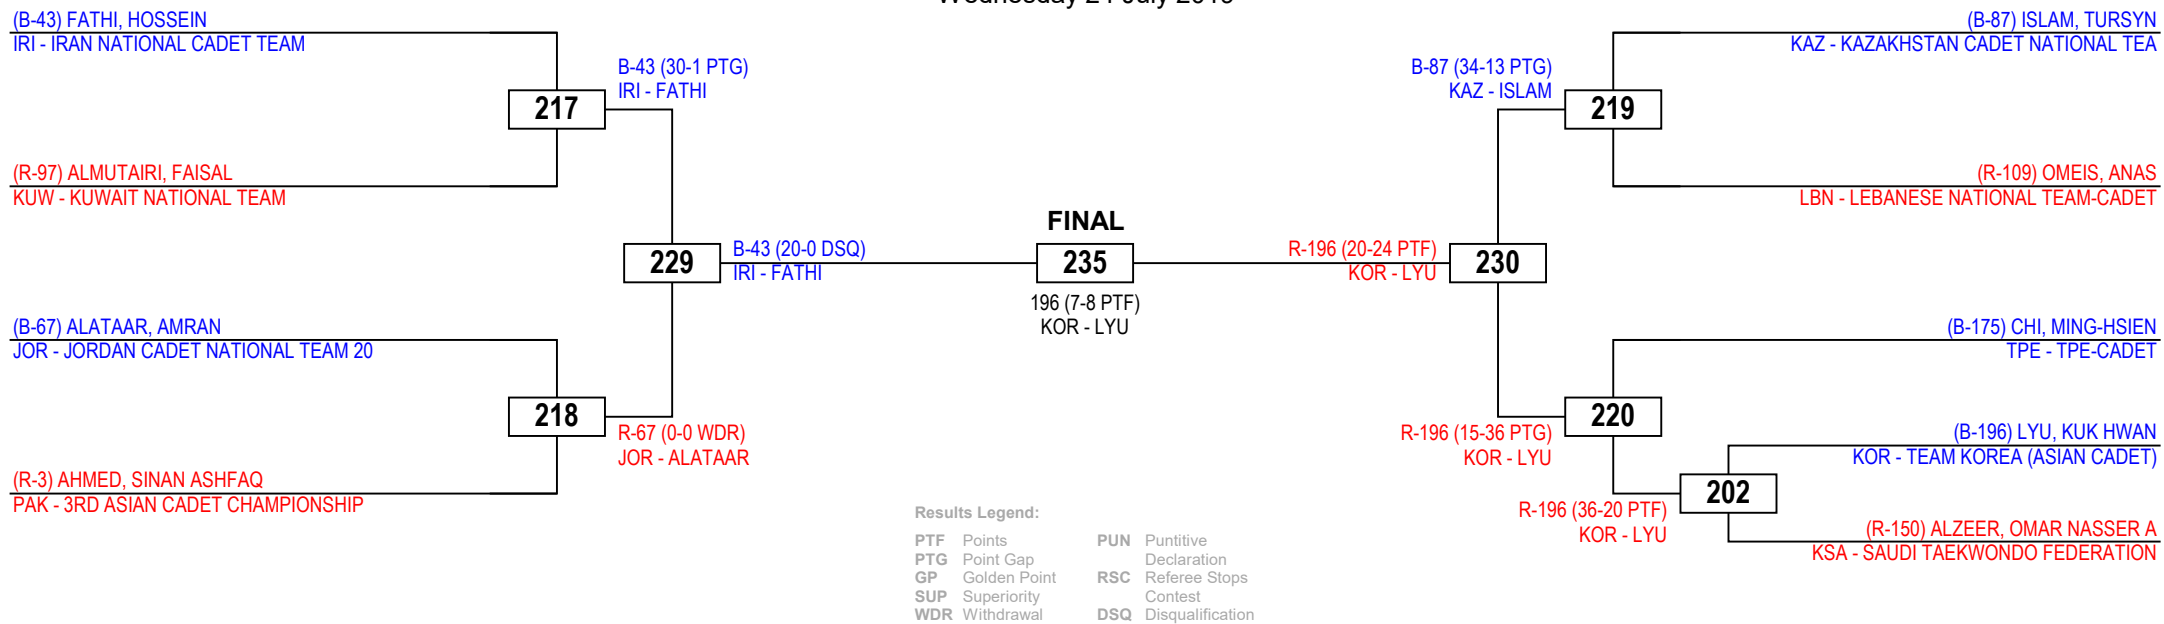 (B-43) FATHI, HOSSEIN
IRI - IRAN NATIONAL CADET TEAM
(R-97) ALMUTAIRI, FAISAL
KUW - KUWAIT NATIONAL TEAM
(B-67) ALATAAR, AMRAN
JOR - JORDAN CADET NATIONAL TEAM 20
(R-3) AHMED, SINAN ASHFAQ
PAK - 3RD ASIAN CADET CHAMPIONSHIP
217
B-43 (30-1 PTG)
IRI - FATHI
218
R-67 (0-0 WDR)
JOR - ALATAAR
229
B-43 (20-0 DSQ)
IRI - FATHI
FINAL
235
196 (7-8 PTF)
KOR - LYU
R-196 (20-24 PTF)
KOR - LYU
230
B-87 (34-13 PTG)
KAZ - ISLAM
219
R-196 (15-36 PTG)
KOR - LYU
220
R-196 (36-20 PTF)
KOR - LYU
202
(B-87) ISLAM, TURSYN
KAZ - KAZAKHSTAN CADET NATIONAL TEA
(R-109) OMEIS, ANAS
LBN - LEBANESE NATIONAL TEAM-CADET
(B-175) CHI, MING-HSIEN
TPE - TPE-CADET
(B-196) LYU, KUK HWAN
KOR - TEAM KOREA (ASIAN CADET)
(R-150) ALZEER, OMAR NASSER A
KSA - SAUDI TAEKWONDO FEDERATION
Results Legend:
PTF Points
PTG Point Gap
GP Golden Point
SUP Superiority
WDR Withdrawal
PUN Puntitive
Declaration
RSC Referee Stops
Contest
DSQ Disqualification